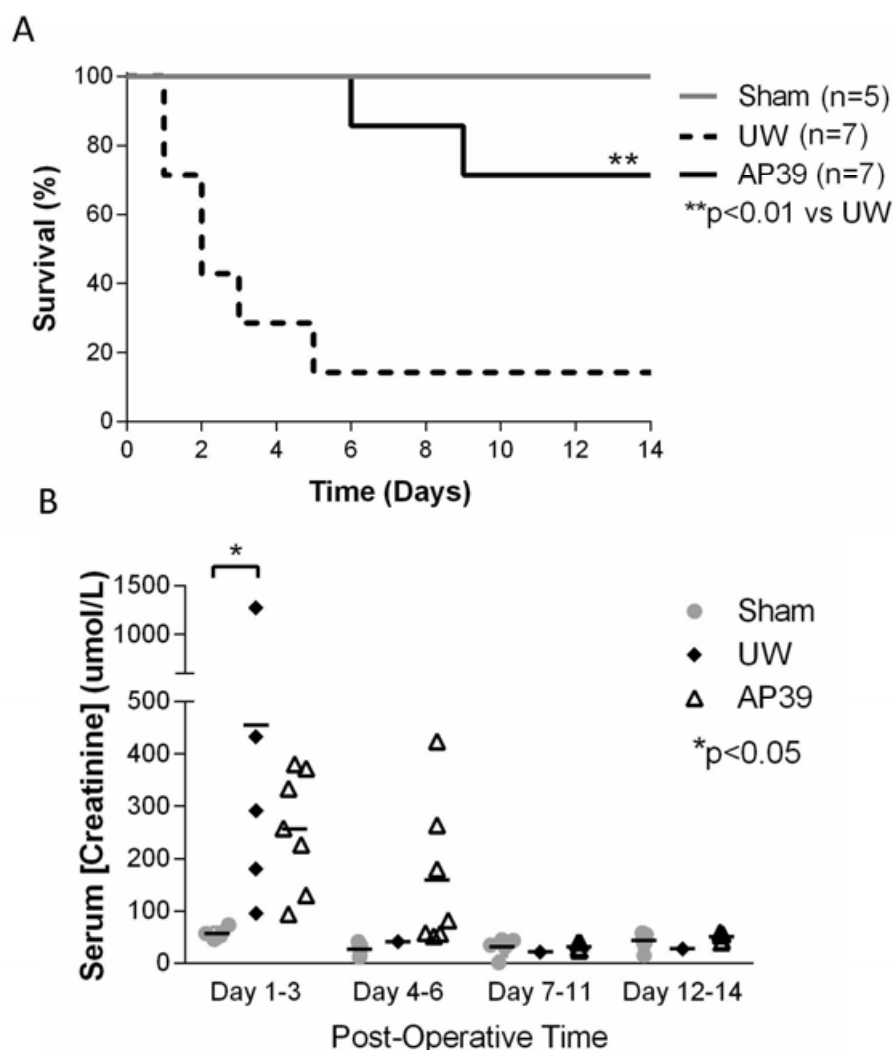 A
Survival (%)
100
80
60
40
20
0
0 2 4 6 8 10 12 14
Time (Days)
Sham (n=5)
UW (n=7)
AP39 (n=7)
**p<0.01 vs UW
**
B
Serum [Creatinine] (umol/L)
*
1500
1000
500
400
300
200
100
0
Day 1-3 Day 4-6 Day 7-11 Day 12-14
Post-Operative Time
Sham
UW
AP39
*p<0.05